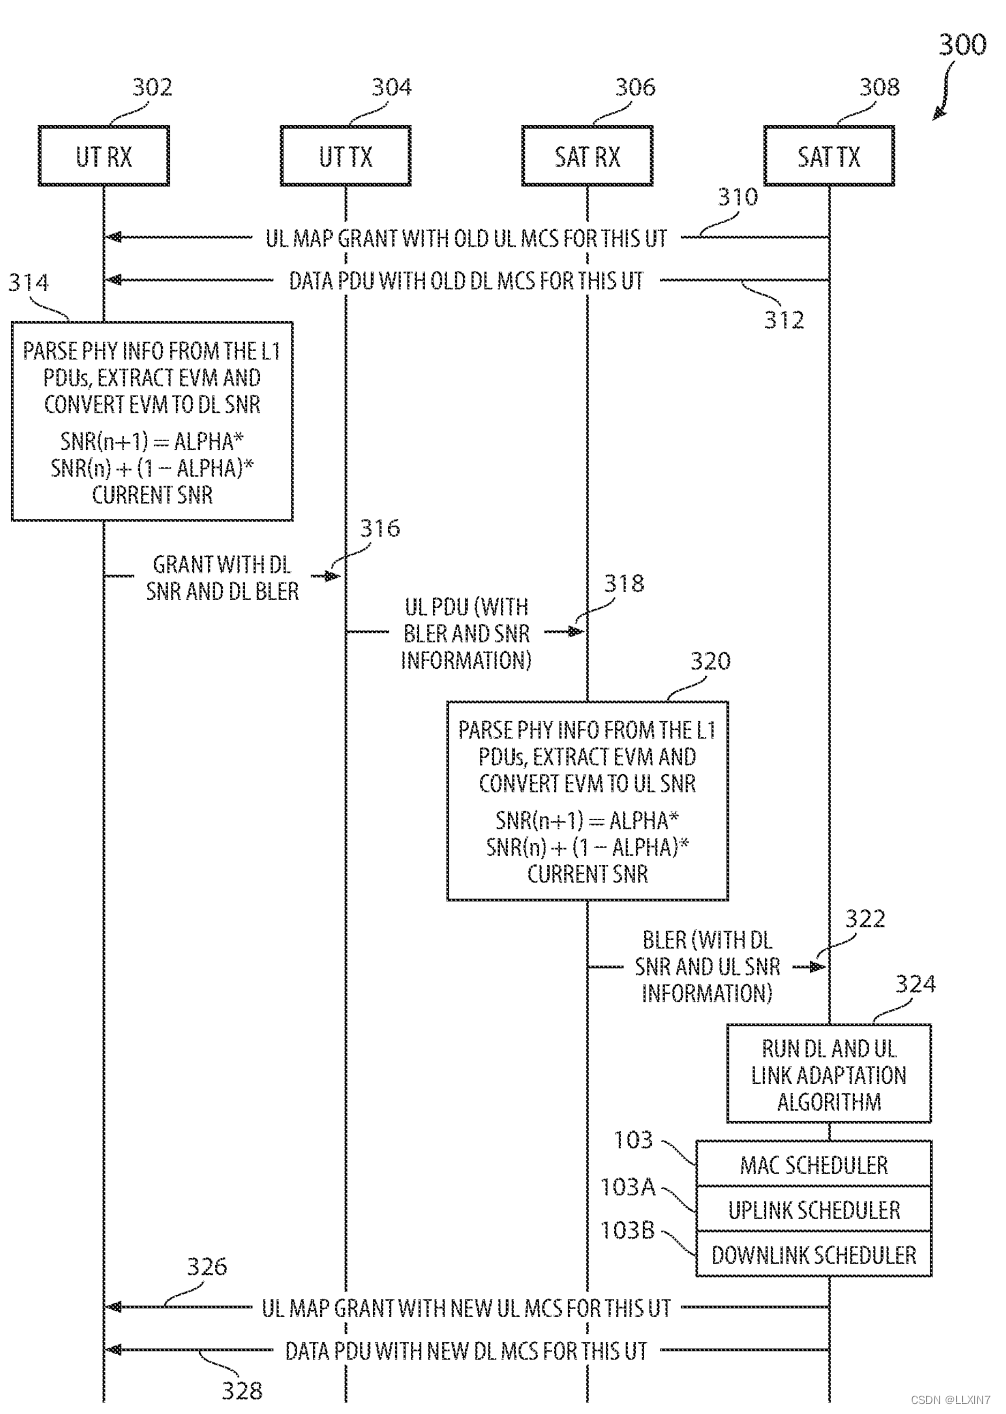 300
302
304
306
308
UT RX
UT TX
SAT RX
SAT TX
310
UL MAP GRANT WITH OLD UL MCS FOR THIS UT
DATA PDU WITH OLD DL MCS FOR THIS UT
312
314
PARSE PHY INFO FROM THE L1
PDUs, EXTRACT EVM AND
CONVERT EVM TO DL SNR
SNR(n+1) = ALPHA*
SNR(n) + (1 – ALPHA)*
CURRENT SNR
316
GRANT WITH DL
SNR AND DL BLER
318
UL PDU (WITH
BLER AND SNR
INFORMATION)
320
PARSE PHY INFO FROM THE L1
PDUs, EXTRACT EVM AND
CONVERT EVM TO UL SNR
SNR(n+1) = ALPHA*
SNR(n) + (1 – ALPHA)*
CURRENT SNR
322
BLER (WITH DL
SNR AND UL SNR
INFORMATION)
324
RUN DL AND UL
LINK ADAPTATION
ALGORITHM
103
MAC SCHEDULER
103A
UPLINK SCHEDULER
103B
DOWNLINK SCHEDULER
326
UL MAP GRANT WITH NEW UL MCS FOR THIS UT
DATA PDU WITH NEW DL MCS FOR THIS UT
328
CSDN @LLXIN7